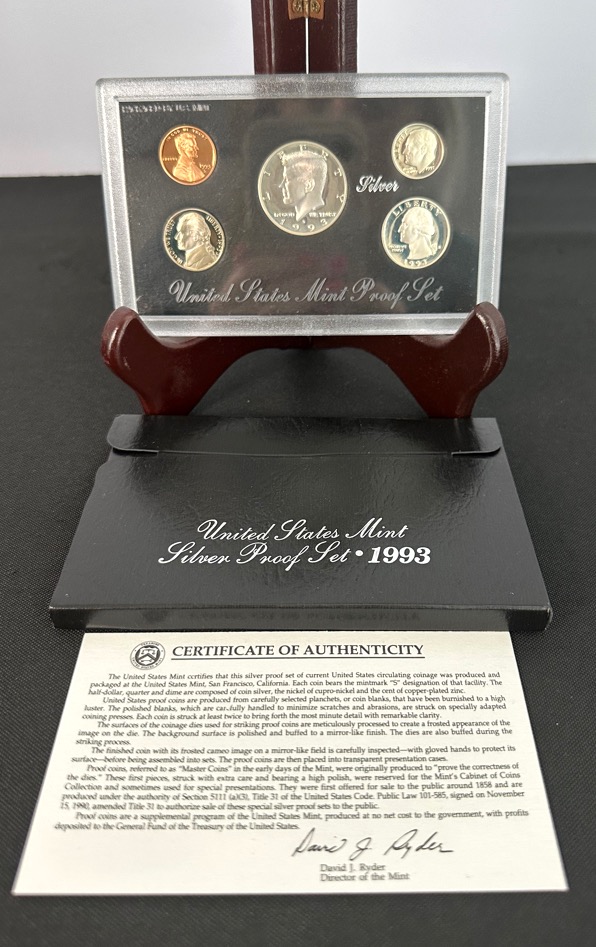 LIBERTY
IN GOD WE TRUST
1993
Silver
LIBERTY
1993
United States Mint Proof Set
United States Mint
Silver Proof Set • 1993
CERTIFICATE OF AUTHENTICITY
The United States Mint certifies that this silver proof set of current United States circulating coinage was produced and
packaged at the United States Mint, San Francisco, California. Each coin bears the mintmark "S" designation of that facility. The
half-dollar, quarter and dime are composed of coin silver, the nickel of cupro-nickel and the cent of copper-plated zinc.
United States proof coins are produced from carefully selected planchets, or coin blanks, that have been burnished to a high
luster. The polished blanks, which are carefully handled to minimize scratches and abrasions, are struck on specially adapted
coining presses. Each coin is struck at least twice to bring forth the most minute detail with remarkable clarity.
The surfaces of the coinage dies used for striking proof coins are meticulously processed to create a frosted appearance of the
image on the die. The background surface is polished and buffed to a mirror-like finish. The dies are also buffed during the
striking process.
The finished coin with its frosted cameo image on a mirror-like field is carefully inspected—with gloved hands to protect its
surface—before being assembled into sets. The proof coins are then placed into transparent presentation cases.
Proof coins, referred to as "Master Coins" in the early days of the Mint, were originally produced to "prove the correctness
of the dies." These first pieces, struck with extra care and bearing a high polish, were reserved for the Mint's Cabinet of Coins
Collection and sometimes used for special presentations. They were first offered for sale to the public around 1858 and are
produced under the authority of Section 5111 (a)(3), Title 31 of the United States Code. Public Law 101-585, signed on November
15, 1990, amended Title 31 to authorize sale of these special silver proof sets to the public.
Proof coins are a supplemental program of the United States Mint, produced at no net cost to the government, with profits
deposited to the General Fund of the Treasury of the United States.
David J. Ryder
David J. Ryder
Director of the Mint